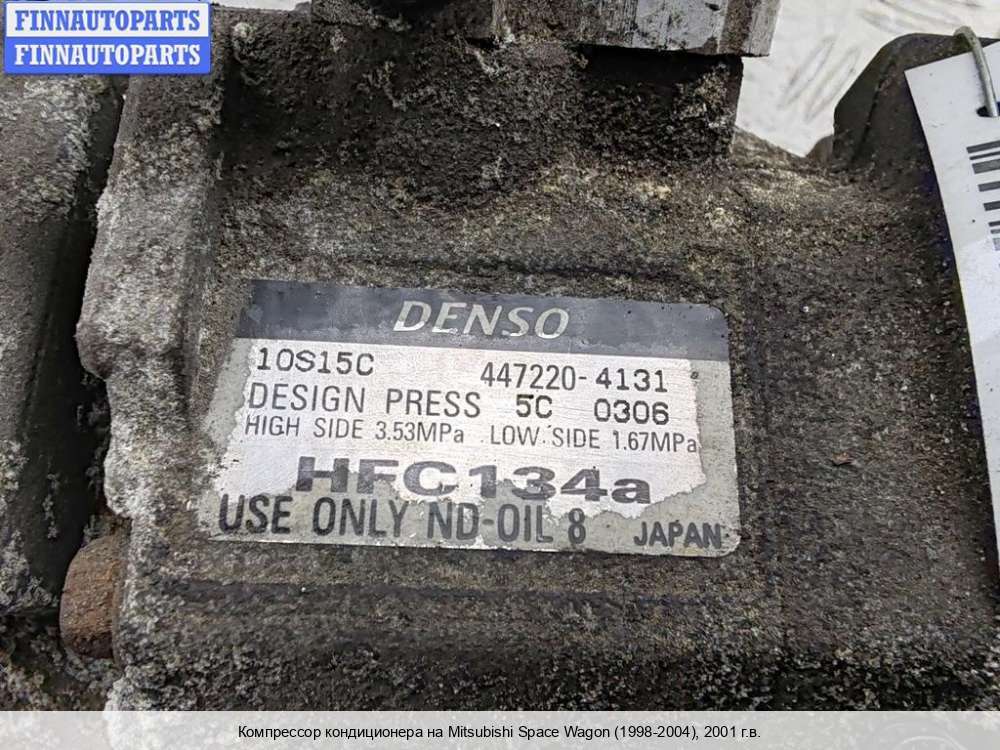 FINNAUTOPARTS
FINNAUTOPARTS
DENSO
10S15C 447220-4131
DESIGN PRESS 5C 0306
HIGH SIDE 3.53MPa LOW SIDE 1.67MPa
HFC134a
USE ONLY ND-OIL 8 JAPAN
Компрессор кондиционера на Mitsubishi Space Wagon (1998-2004), 2001 г.в.